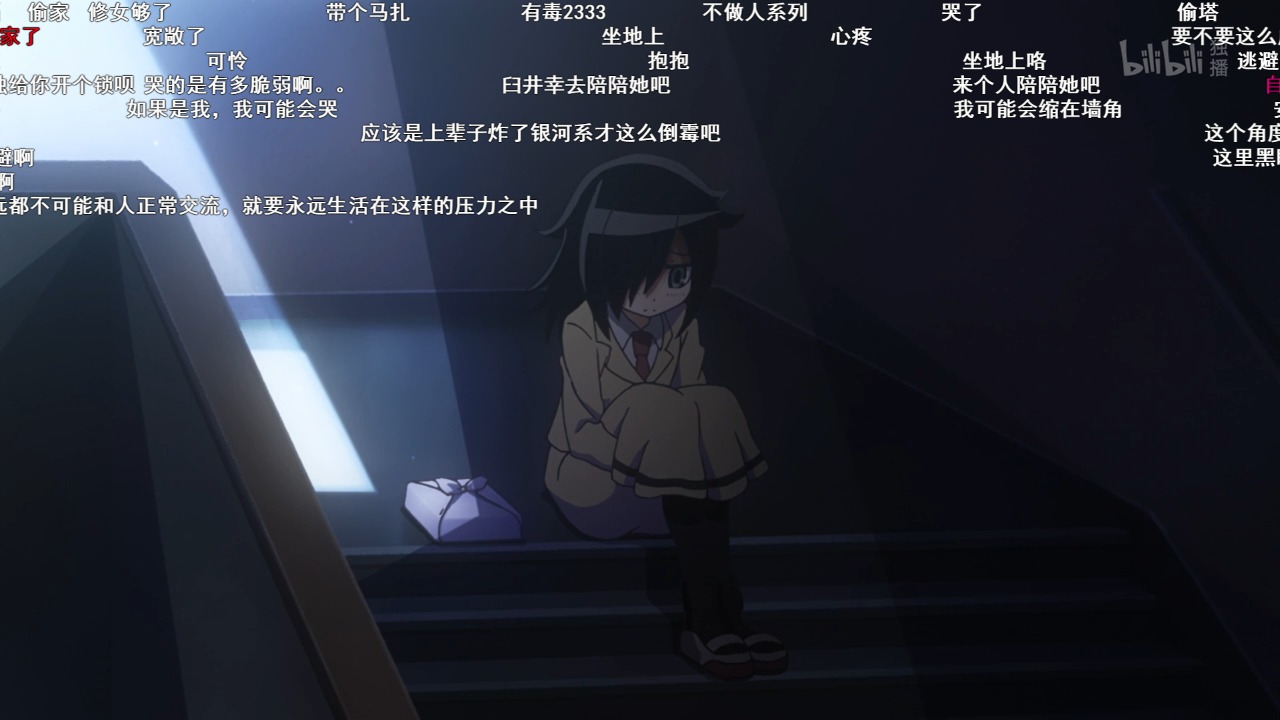 偷家 修女够了 带个马扎 有毒2333 不做人系列 哭了 偷塔
家了 宽敞了 坐地上 心疼 要不要这么
bilibili 独播
可怜 抱抱 坐地上咯 逃避
给你开个锁呗 哭的是有多脆弱啊。。 臼井幸去陪陪她吧 来个人陪陪她吧 自
如果是我，我可能会哭 我可能会缩在墙角
应该是上辈子炸了银河系才这么倒霉吧 这个角度
避啊 这里黑
啊
远都不可能和人正常交流，就要永远生活在这样的压力之中